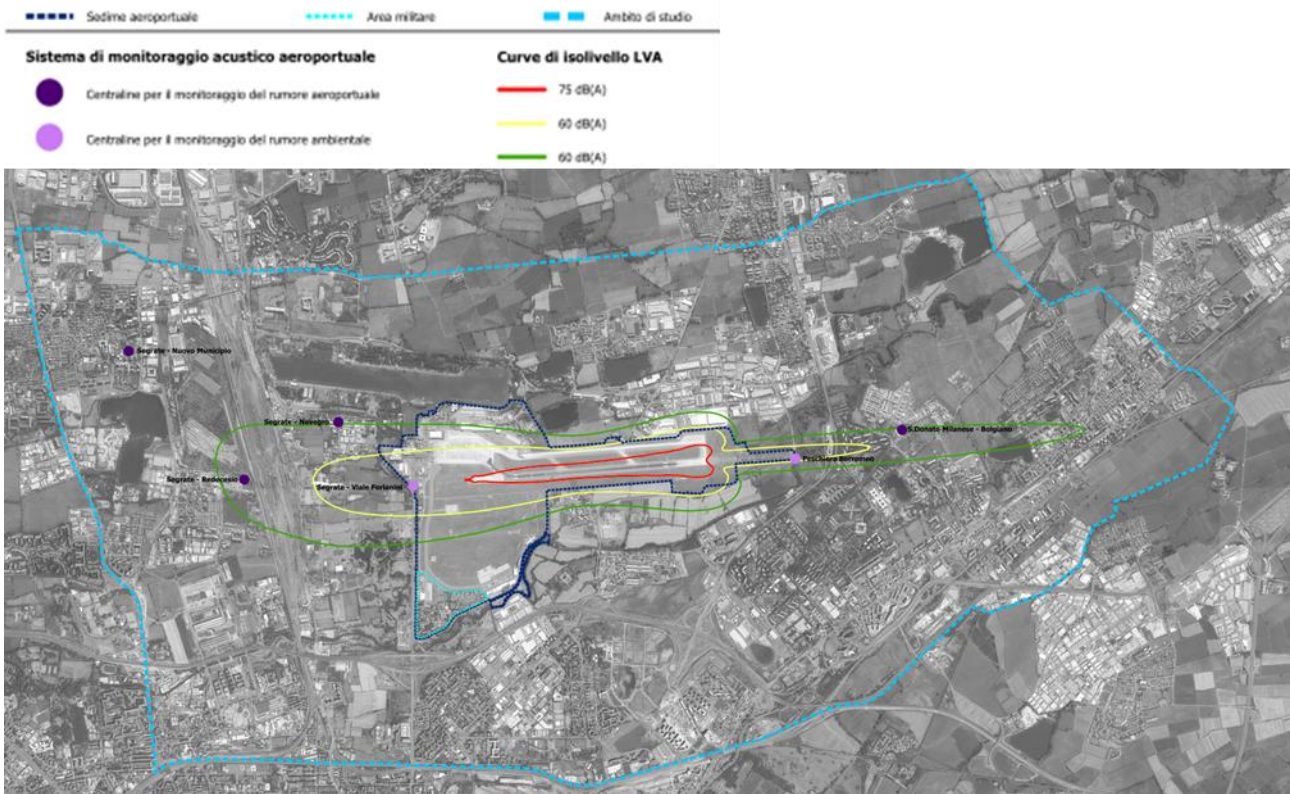 Sedime aeroportuale Area militare Ambito di studio
Sistema di monitoraggio acustico aeroportuale Curve di isolivello LVA
Centraline per il monitoraggio del rumore aeroportuale 75 dB(A)
60 dB(A)
Centraline per il monitoraggio del rumore ambientale
60 dB(A)
Segrate - Nuovo Municipio
Segrate - Novegro
S.Donato Milanese - Bolgiano
Peschiera Borromeo
Segrate - Redecesio
Segrate - Viale Forlanini